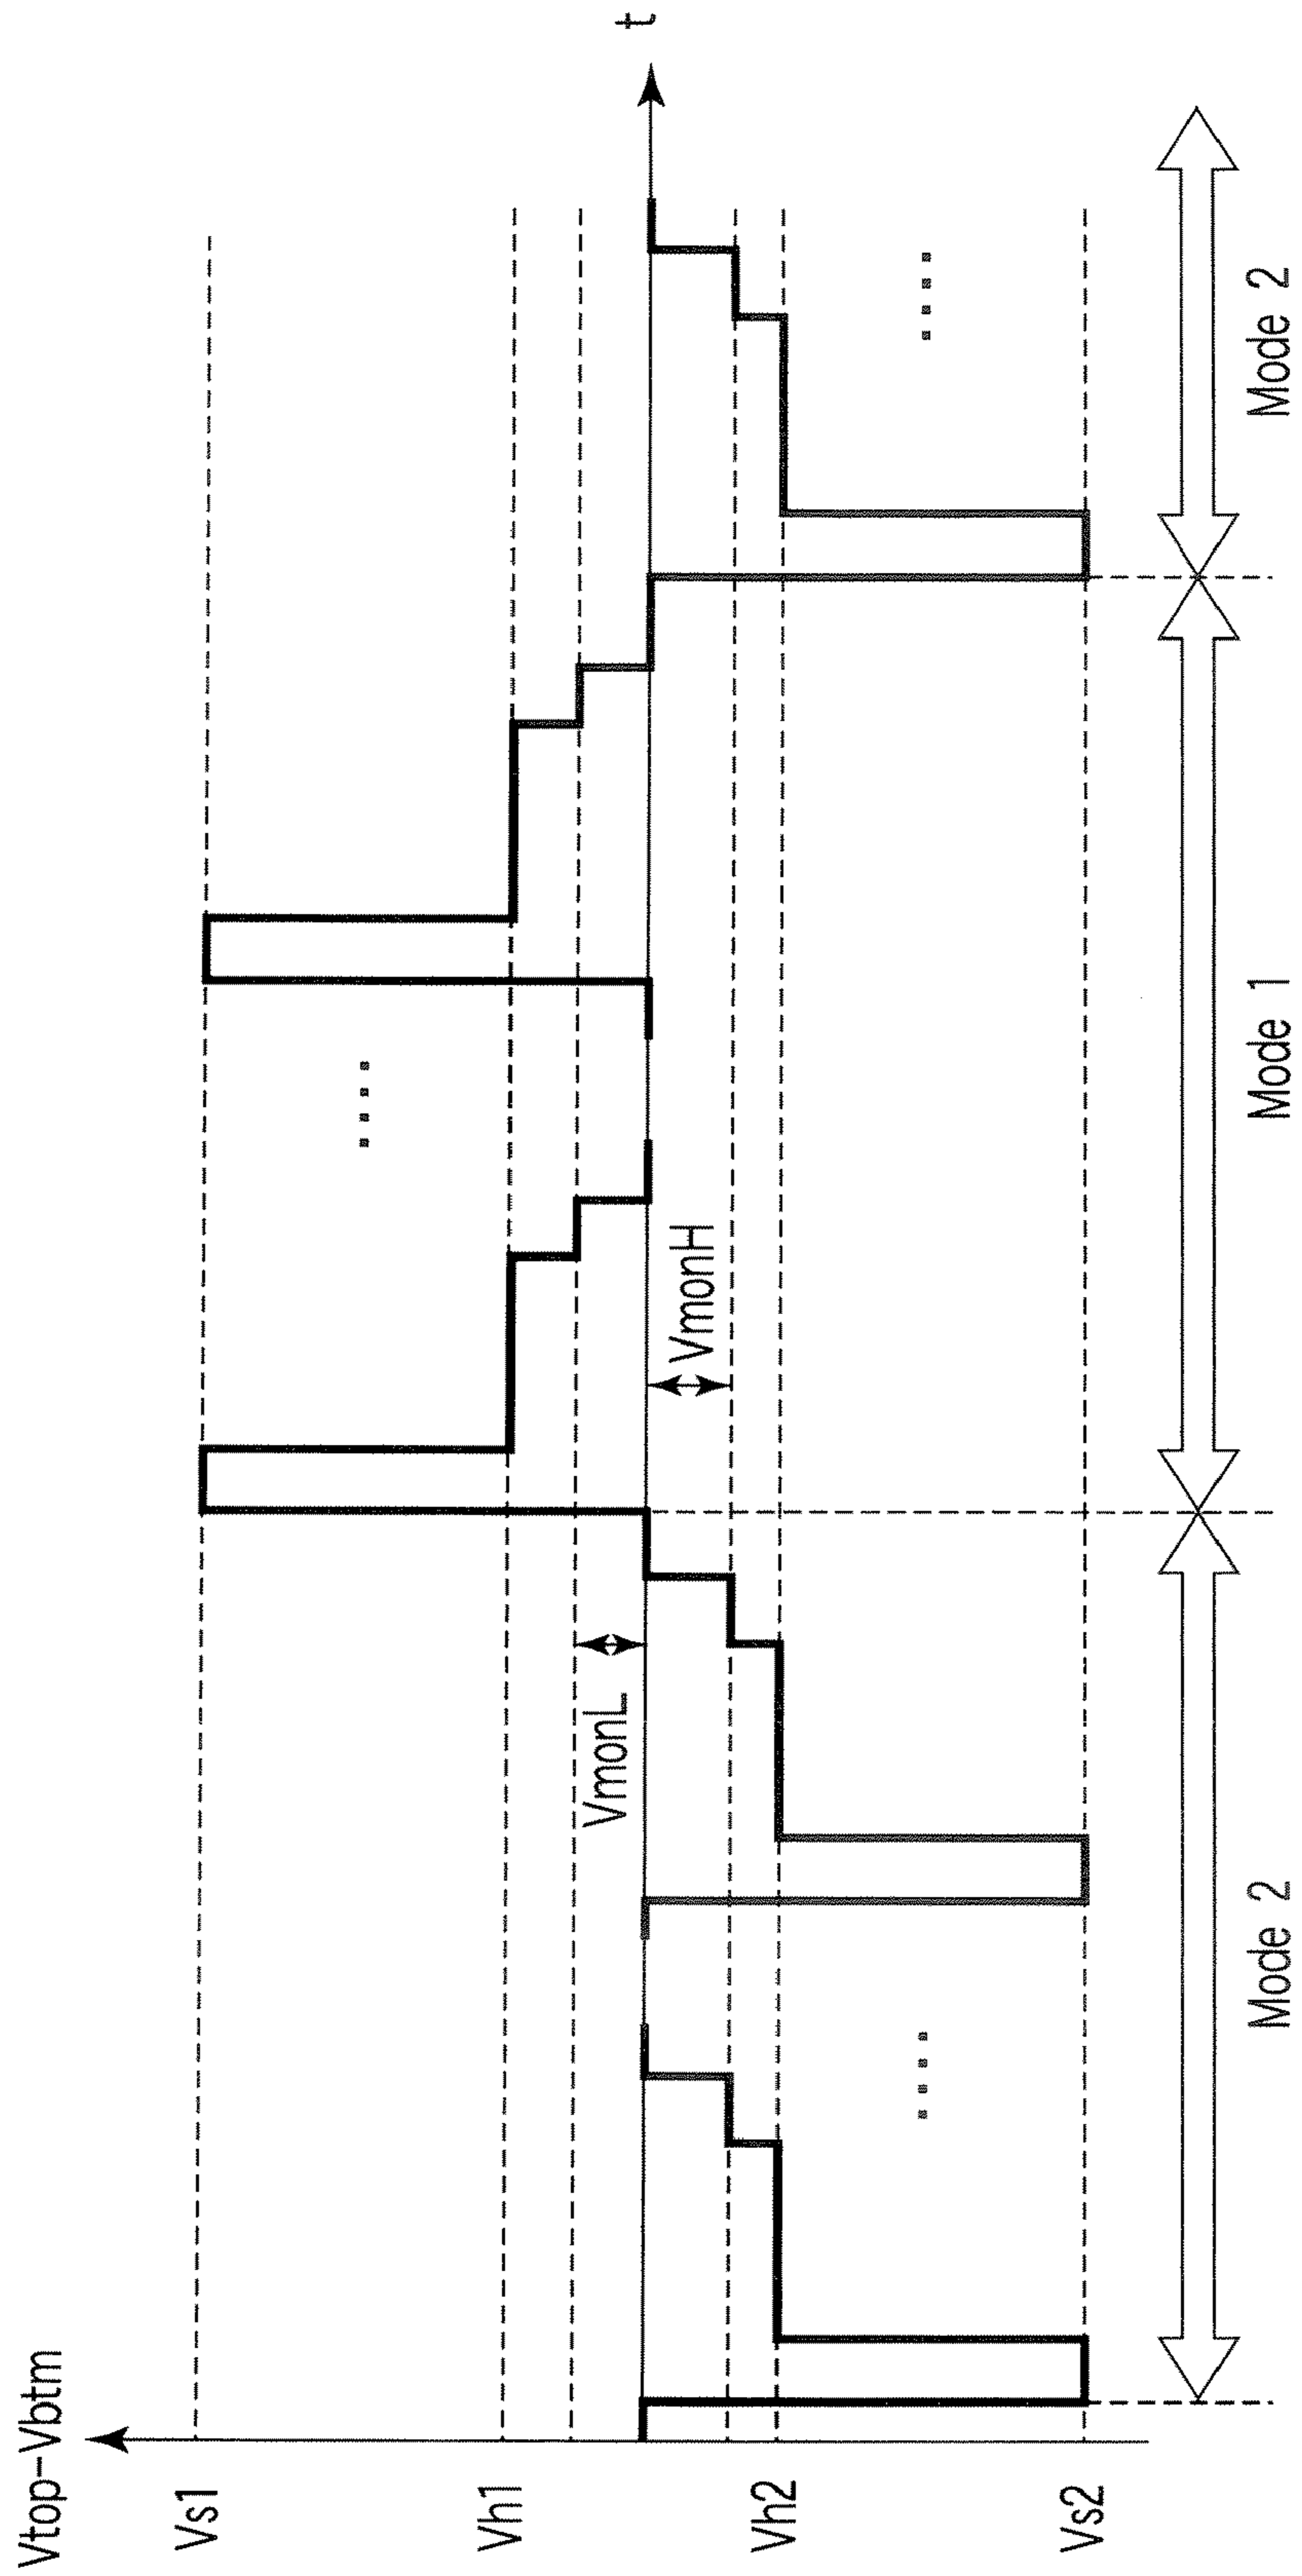 Vtop-Vbtm
Vs1
Vh1
Vh2
Vs2
VmonL
VmonH
t
....
....
....
Mode 2
Mode 1
Mode 2